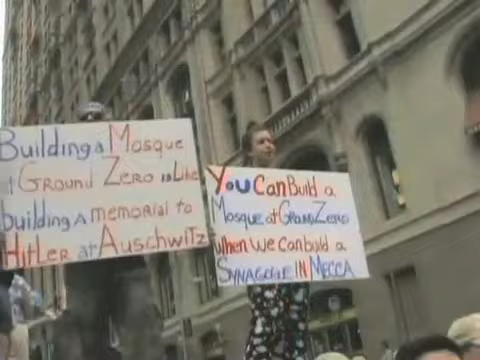 Building a Mosque
at Ground Zero is Like
building a memorial to
Hitler at Auschwitz
You Can Build a
Mosque at Ground Zero
when we can build a
Synagogue in Mecca